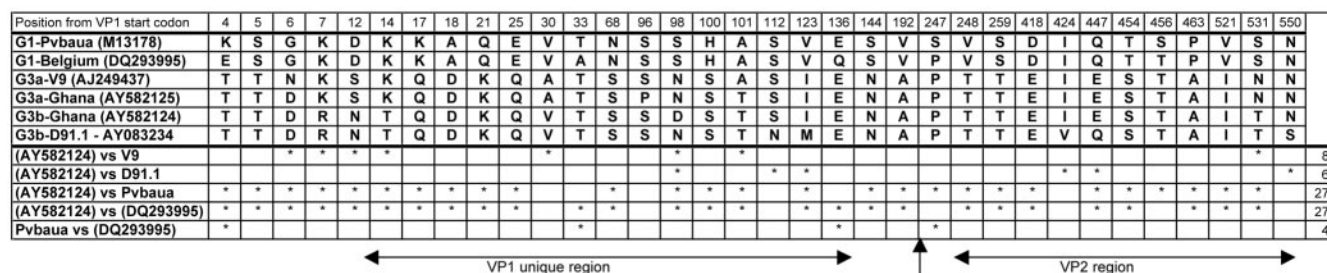 Position from VP1 start codon 4 5 6 7 12 14 17 18 21 25 30 33 68 96 98 100 101 112 123 136 144 192 247 248 259 418 424 447 454 456 463 521 531 550
G1-Pvbaua (M13178) K S G K D K K A Q E V T N S S H A S V E S V S V S D I Q T S P V S N
G1-Belgium (DQ293995) E S G K D K K A Q E V A N S S H A S V Q S V P V S D I Q T T P V S N
G3a-V9 (AJ249437) T T N K S K Q D K Q A T S S N S A S I E N A P T T E I E S T A I N N
G3a-Ghana (AY582125) T T D K S K Q D K Q A T S P N S T S I E N A P T T E I E S T A I N N
G3b-Ghana (AY582124) T T D R N T Q D K Q V T S S D S T S I E N A P T T E I E S T A I T N
G3b-D91.1 - AY083234 T T D R N T Q D K Q V T S S N S T N M E N A P T T E V Q S T A I T S
(AY582124) vs V9 * * * * * * * * 8
(AY582124) vs D91.1 * * * * * * 6
(AY582124) vs Pvbaua * * * * * * * * * * * * * * * * * * * * * * * * * * * 27
(AY582124) vs (DQ293995) * * * * * * * * * * * * * * * * * * * * * * * * * * * 27
Pvbaua vs (DQ293995) * * * * 4
VP1 unique region VP2 region